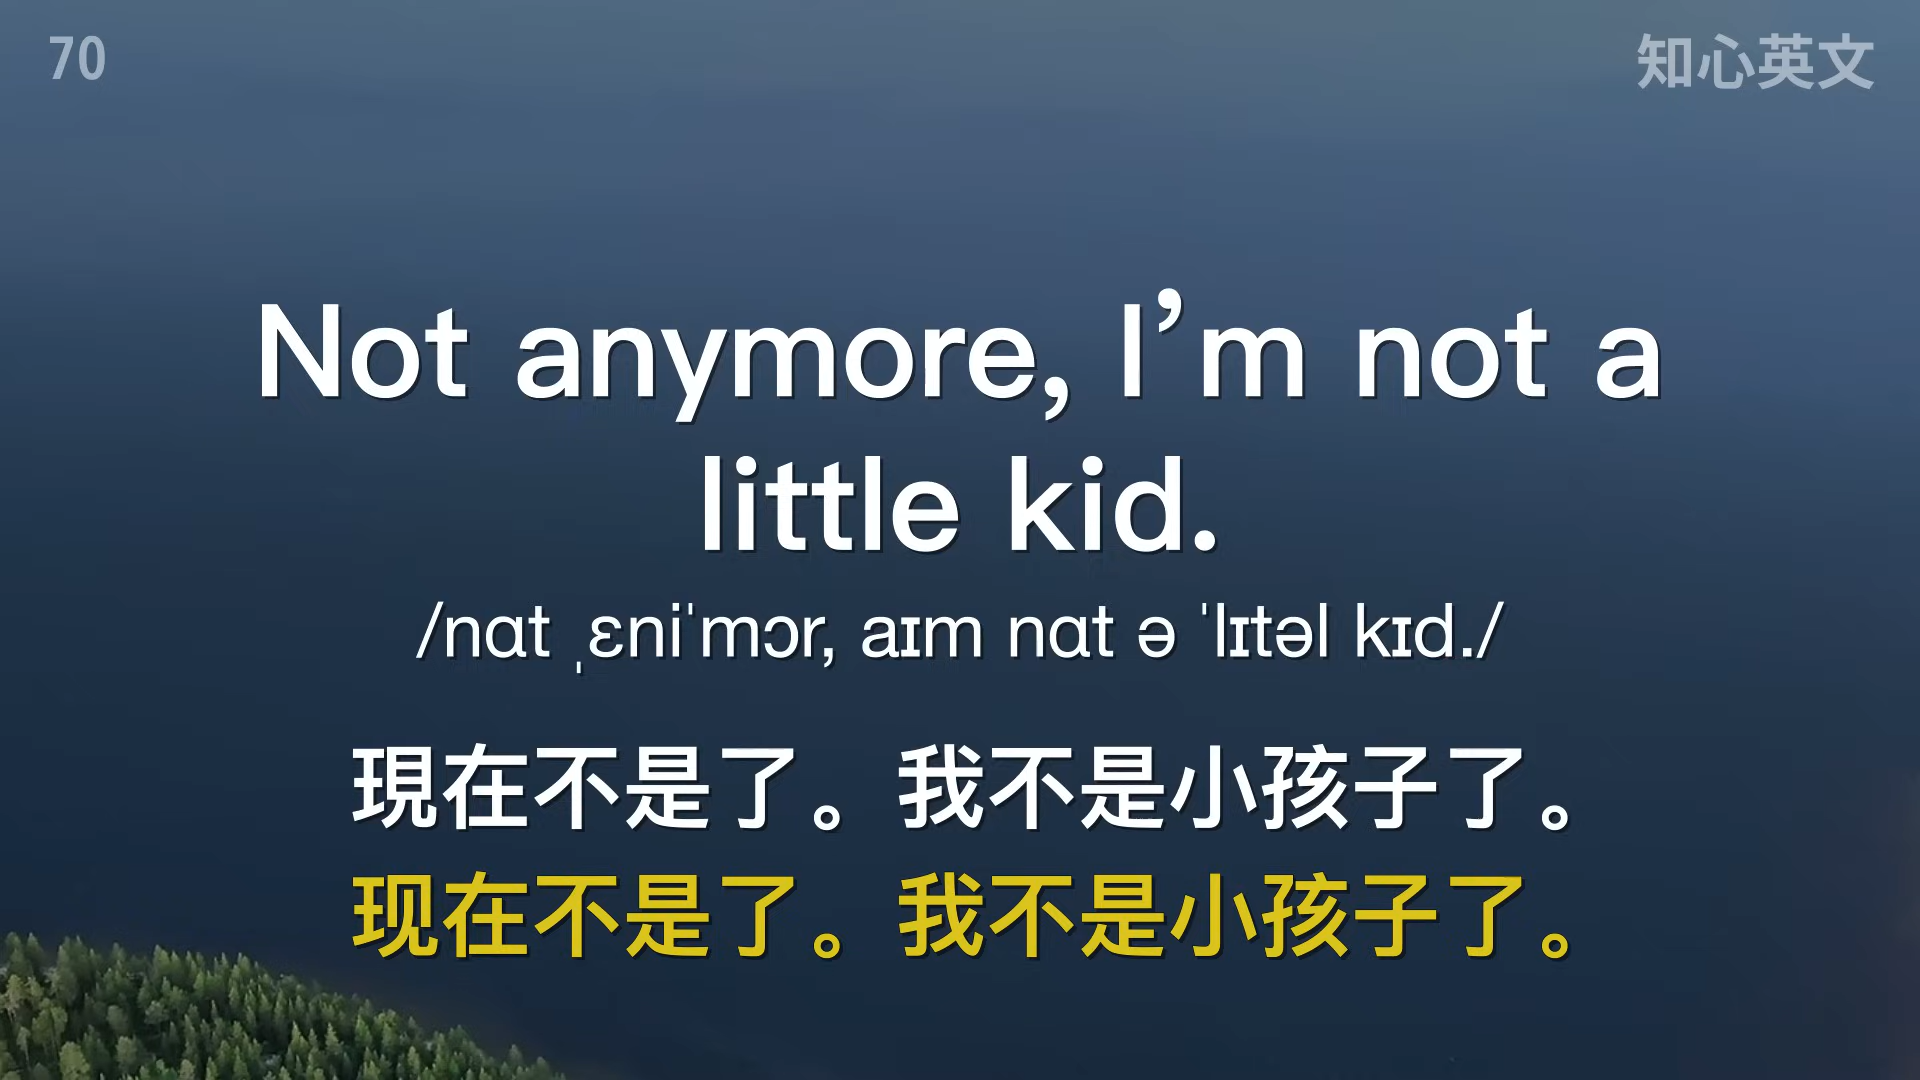 70
知心英文
Not anymore, I’m not a
little kid.
/nɑt ˌɛniˈmɔr, aɪm nɑt ə ˈlɪtəl kɪd./
現在不是了。我不是小孩子了。
现在不是了。我不是小孩子了。